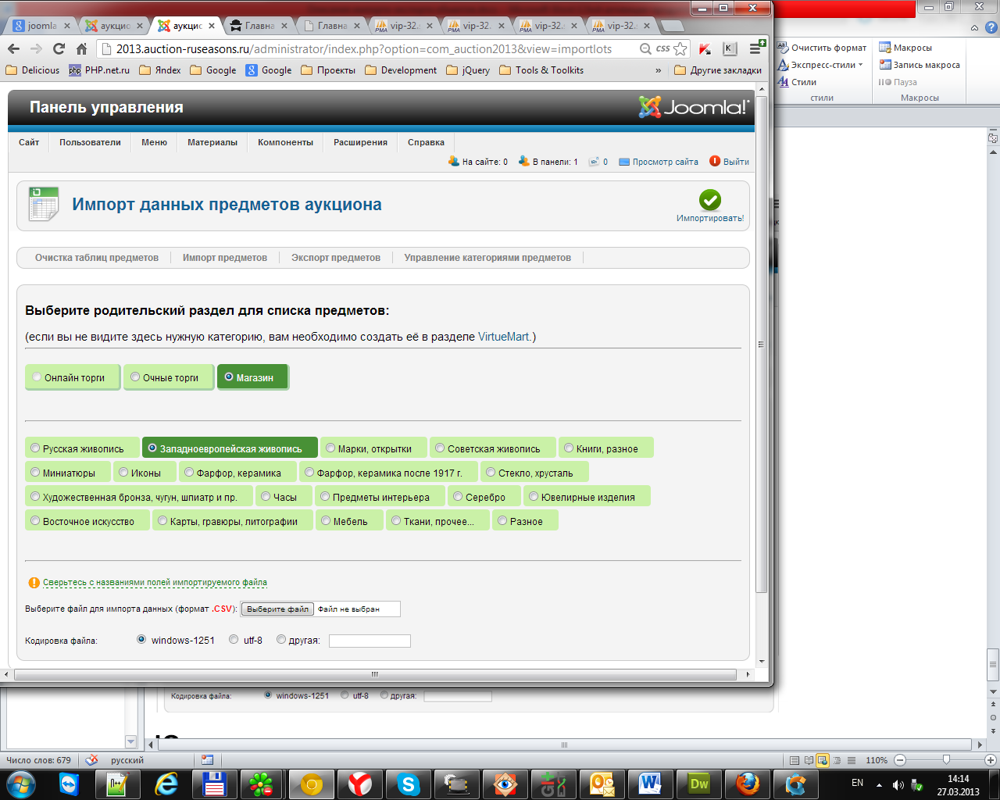 joomla
аукцио
аукцис
Главна
Главна
vip-32.
vip-32.
vip-32.
vip-32.
2013.auction-ruseasons.ru/administrator/index.php?option=com_auction2013&view=importlots
css
Delicious
PHP.net.ru
Яndex
Google
Google
Проекты
Development
jQuery
Tools & Toolkits
»
Другие закладки
Очистить формат
Экспресс-стили
Стили
стили
Макросы
Запись макроса
Пауза
Макросы
Панель управления
Joomla!
Сайт
Пользователи
Меню
Материалы
Компоненты
Расширения
Справка
На сайте: 0
В панели: 1
0
Просмотр сайта
Выйти
Импорт данных предметов аукциона
Импортировать!
Очистка таблиц предметов
Импорт предметов
Экспорт предметов
Управление категориями предметов
Выберите родительский раздел для списка предметов:
(если вы не видите здесь нужную категорию, вам необходимо создать её в разделе VirtueMart.)
Онлайн торги
Очные торги
Магазин
Русская живопись
Западноевропейская живопись
Марки, открытки
Советская живопись
Книги, разное
Миниатюры
Иконы
Фарфор, керамика
Фарфор, керамика после 1917 г.
Стекло, хрусталь
Художественная бронза, чугун, шпиатр и пр.
Часы
Предметы интерьера
Серебро
Ювелирные изделия
Восточное искусство
Карты, гравюры, литографии
Мебель
Ткани, прочее...
Разное
Сверьтесь с названиями полей импортируемого файла
Выберите файл для импорта данных (формат .CSV):
Выберите файл
Файл не выбран
Кодировка файла:
windows-1251
utf-8
другая:
Кодировка файла:
windows-1251
utf-8
другая:
Число слов: 679
русский
110%
EN
14:14
27.03.2013